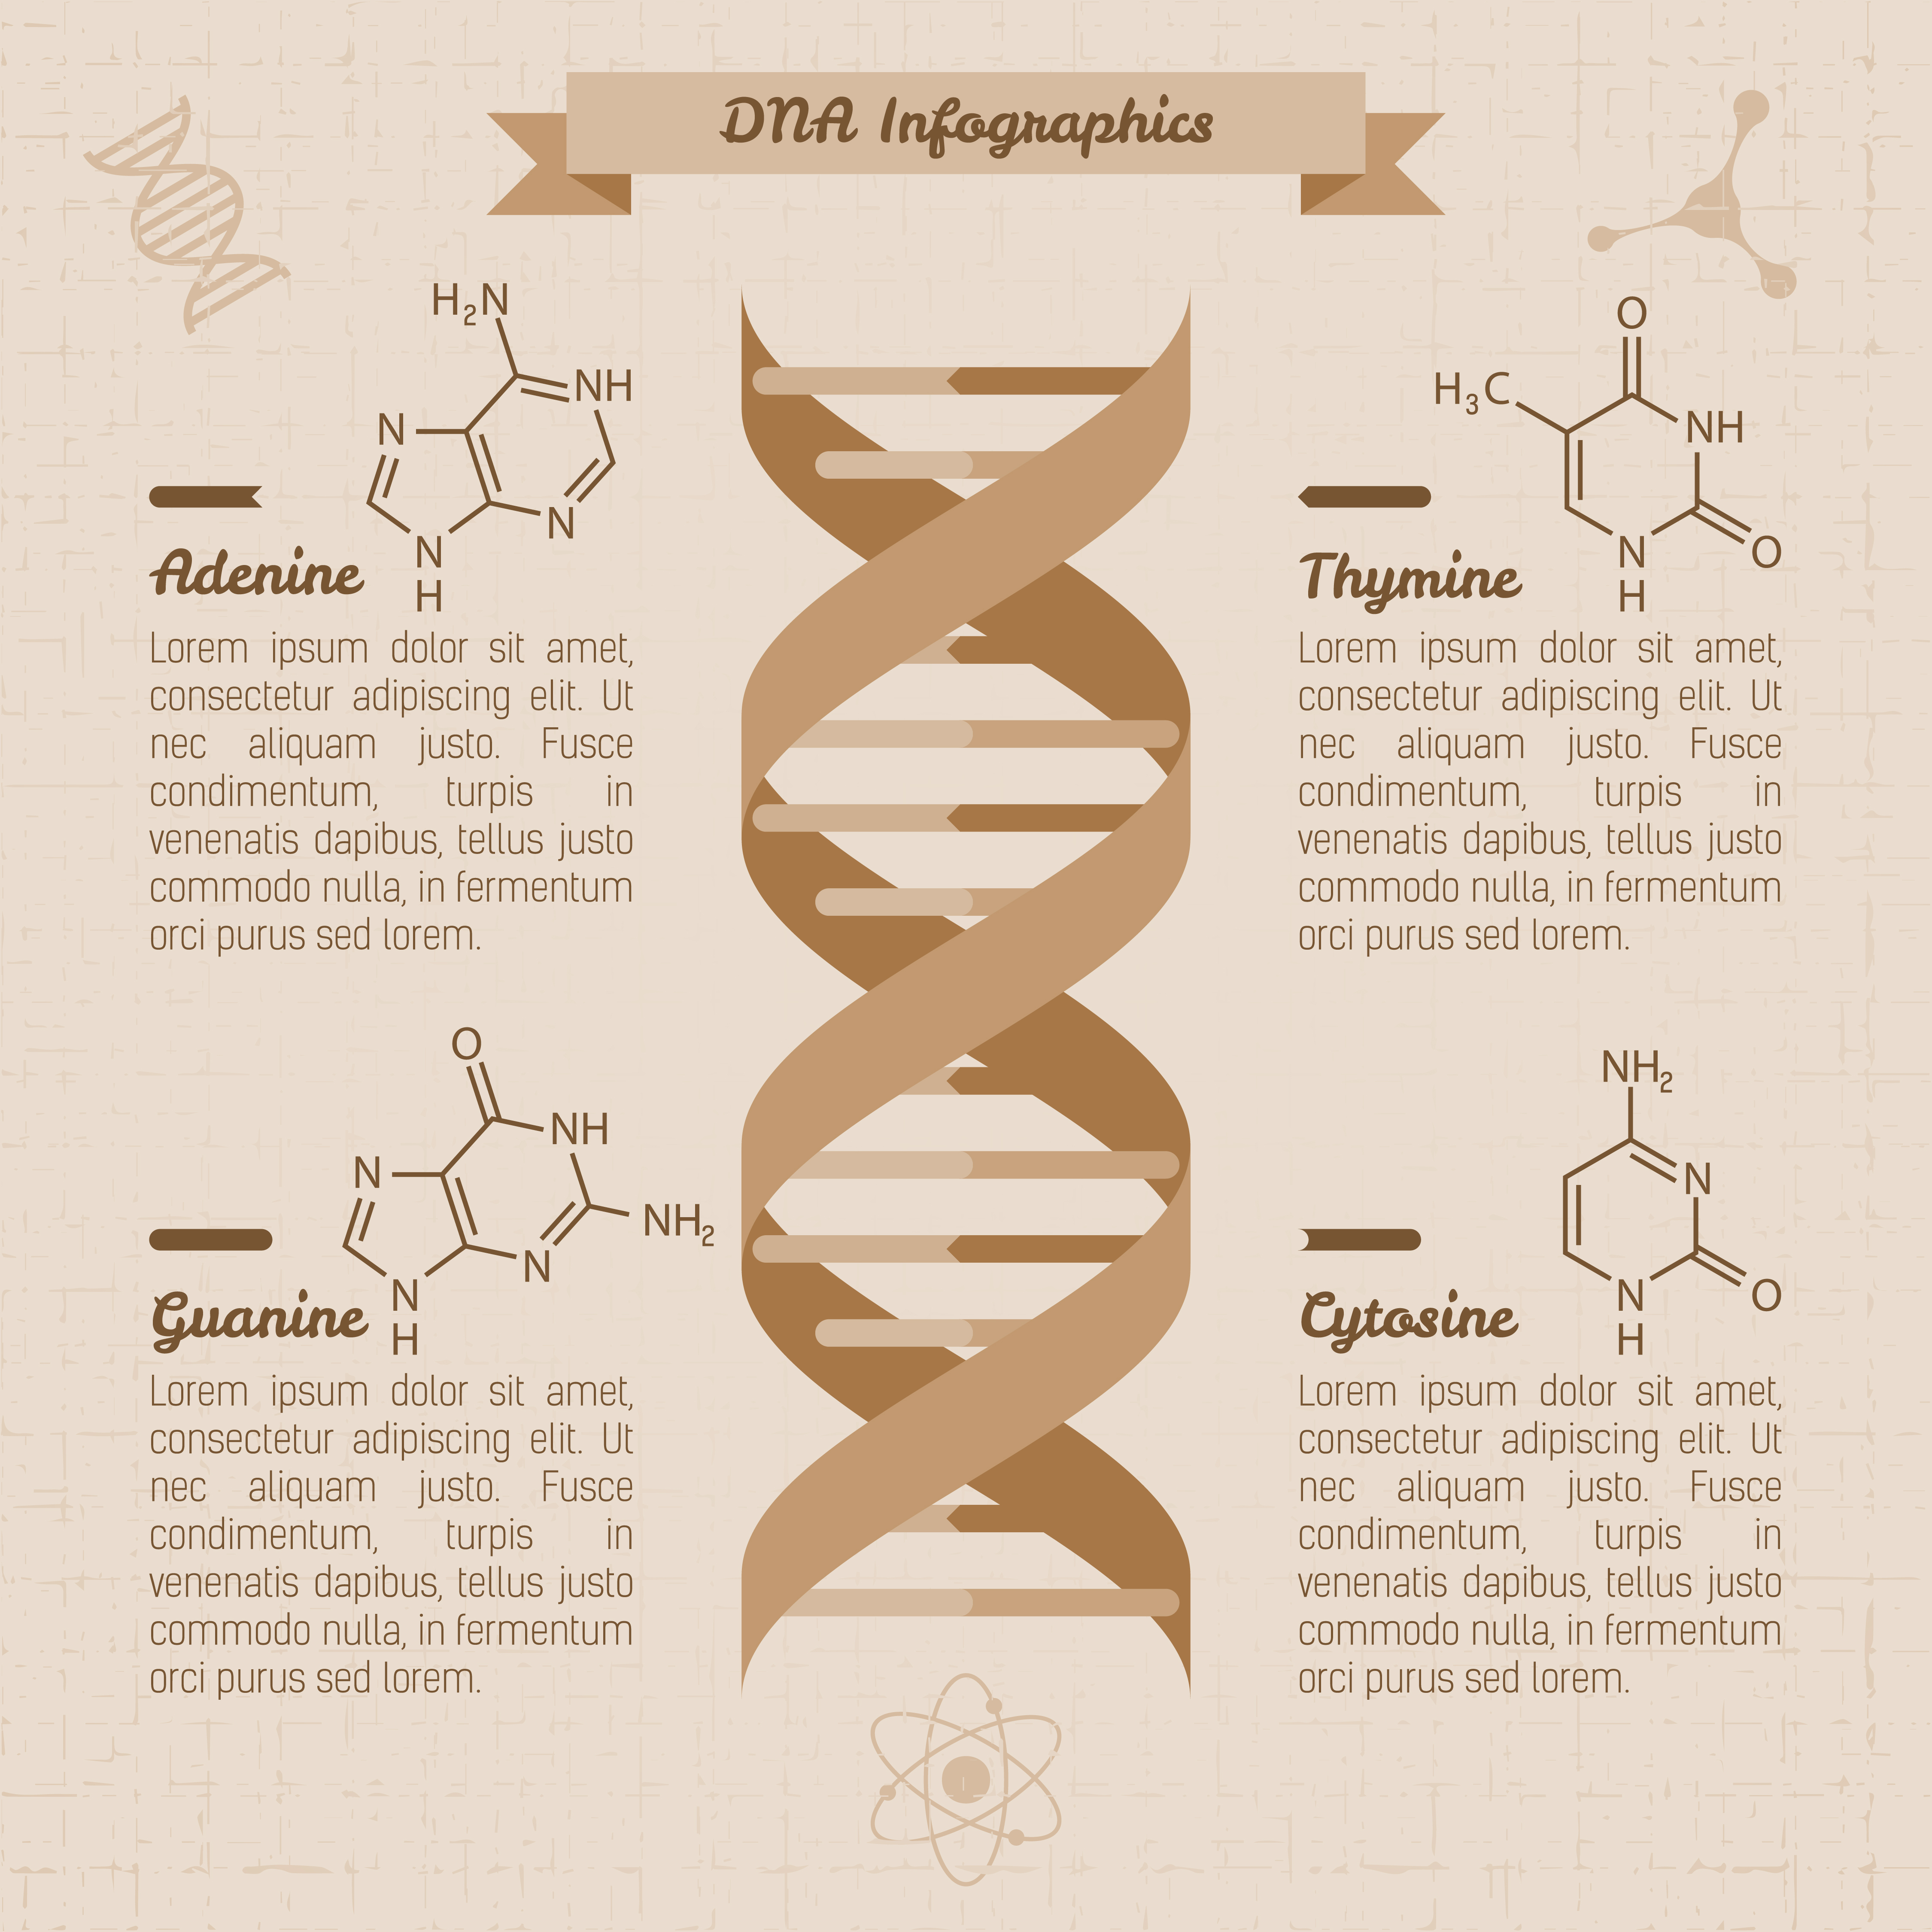 DNA Infographics
H2N
NH
N
N
N
H
Adenine
Lorem ipsum dolor sit amet,
consectetur adipiscing elit. Ut
nec aliquam justo. Fusce
condimentum, turpis in
venenatis dapibus, tellus justo
commodo nulla, in fermentum
orci purus sed lorem.
O
H3C
NH
N
H
O
Thymine
Lorem ipsum dolor sit amet,
consectetur adipiscing elit. Ut
nec aliquam justo. Fusce
condimentum, turpis in
venenatis dapibus, tellus justo
commodo nulla, in fermentum
orci purus sed lorem.
O
NH
N
NH2
N
N
H
Guanine
Lorem ipsum dolor sit amet,
consectetur adipiscing elit. Ut
nec aliquam justo. Fusce
condimentum, turpis in
venenatis dapibus, tellus justo
commodo nulla, in fermentum
orci purus sed lorem.
NH2
N
N
H
O
Cytosine
Lorem ipsum dolor sit amet,
consectetur adipiscing elit. Ut
nec aliquam justo. Fusce
condimentum, turpis in
venenatis dapibus, tellus justo
commodo nulla, in fermentum
orci purus sed lorem.